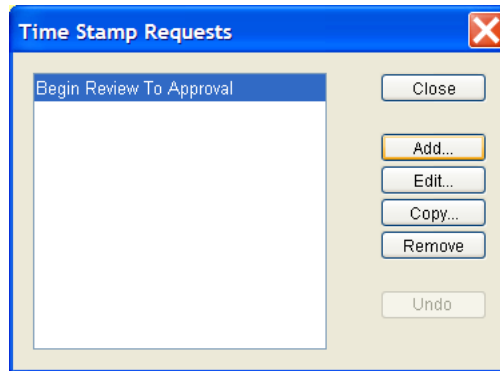 Time Stamp Requests
Begin Review To Approval
Close
Add...
Edit...
Copy...
Remove
Undo